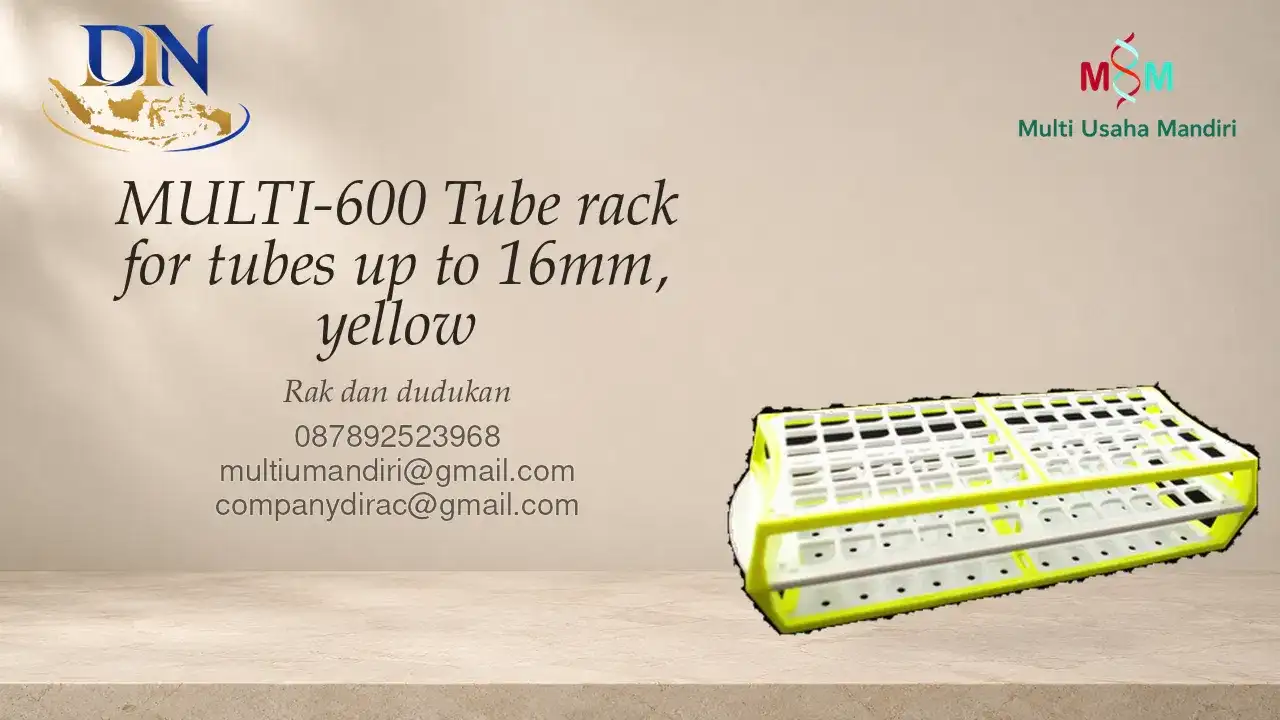 DIN
M M
Multi Usaha Mandiri
MULTI-600 Tube rack
for tubes up to 16mm,
yellow
Rak dan dudukan
087892523968
multiumandiri@gmail.com
companydirac@gmail.com